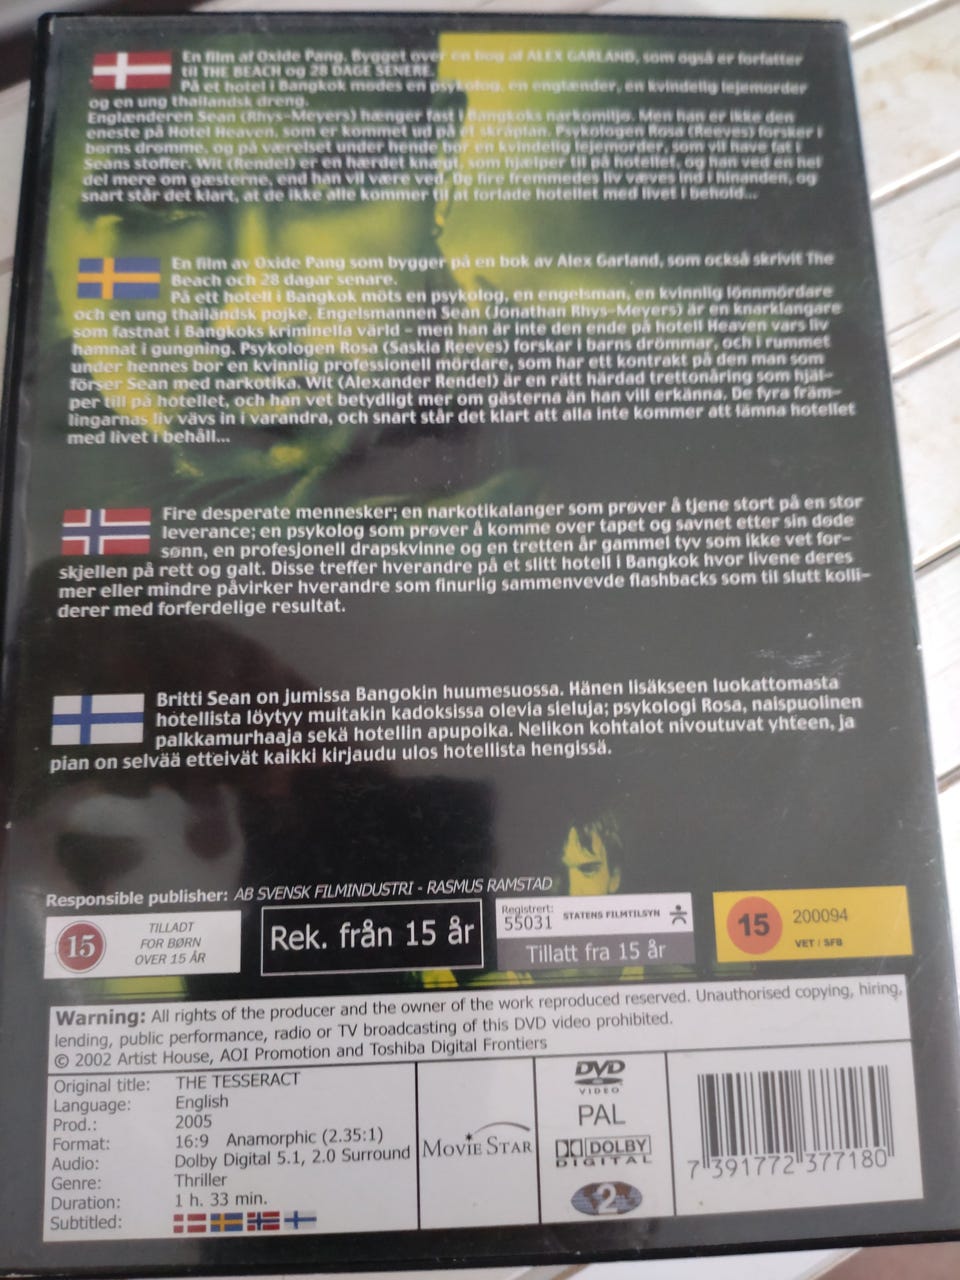 En film af Oxide Pang. Bygget over en bog af ALEX GARLAND, som også er forfatter
til THE BEACH og 28 DAGE SENERE.
På et hotel i Bangkok mødes en psykolog, en englænder, en kvindelig lejemorder
og en ung thailandsk dreng.
Englænderen Sean (Rhys-Meyers) hænger fast i Bangkoks narkomiljø. Men han er ikke den
eneste på Hotel Heaven, som er kommet ud på et skråplan. Psykologen Rosa (Reeves) forsker i
børns drømme, og på værelset under hende bor en kvindelig lejemorder, som vil have fat i
Seans stoffer. Wit (Rendel) er en hærdet knægt, som hjælper til på hotellet, og han ved en hel
del mere om gæsterne, end han vil være ved. De fire fremmedes liv væves ind i hinanden, og
snart står det klart, at de ikke alle kommer til at forlade hotellet med livet i behold...
En film av Oxide Pang som bygger på en bok av Alex Garland, som också skrivit The
Beach och 28 dagar senare.
På ett hotell i Bangkok möts en psykolog, en engelsman, en kvinnlig lönnmördare
och en ung thailändsk pojke. Engelsmannen Sean (Jonathan Rhys-Meyers) är en knarklangare
som fastnat i Bangkoks kriminella värld - men han är inte den ende på hotell Heaven vars liv
hamnat i gungning. Psykologen Rosa (Saskia Reeves) forskar i barns drömmar, och i rummet
under hennes bor en kvinnlig professionell mördare, som har ett kontrakt på den man som
förser Sean med narkotika. Wit (Alexander Rendel) är en rätt härdad trettonåring som hjäl-
per till på hotellet, och han vet betydligt mer om gästerna än han vill erkänna. De fyra främ-
lingarnas liv vävs in i varandra, och snart står det klart att alla inte kommer att lämna hotellet
med livet i behåll...
Fire desperate mennesker; en narkotikalanger som prøver å tjene stort på en stor
leverance; en psykolog som prøver å komme over tapet og savnet etter sin døde
sønn, en profesjonell drapskvinne og en tretten år gammel tyv som ikke vet for-
skjellen på rett og galt. Disse treffer hverandre på et slitt hotell i Bangkok hvor livene deres
mer eller mindre påvirker hverandre som finurlig sammenvevde flashbacks som til slutt kolli-
derer med forferdelige resultat.
Britti Sean on jumissa Bangokin huumesuossa. Hänen lisäkseen luokattomasta
hotellista löytyy muitakin kadoksissa olevia sieluja; psykologi Rosa, naispuolinen
palkkamurhaaja sekä hotellin apupoika. Nelikon kohtalot nivoutuvat yhteen, ja
pian on selvää etteivät kaikki kirjaudu ulos hotellista hengissä.
Responsible publisher: AB SVENSK FILMINDUSTRI - RASMUS RAMSTAD
15
TILLADT
FOR BØRN
OVER 15 ÅR
Rek. från 15 år
Registrert:
55031
STATENS FILMTILSYN
Tillatt fra 15 år
15
200094
VET / SFB
Warning: All rights of the producer and the owner of the work reproduced reserved. Unauthorised copying, hiring,
lending, public performance, radio or TV broadcasting of this DVD video prohibited.
© 2002 Artist House, AOI Promotion and Toshiba Digital Frontiers
Original title: THE TESSERACT
Language: English
Prod.: 2005
Format: 16:9 Anamorphic (2.35:1)
Audio: Dolby Digital 5.1, 2.0 Surround
Genre: Thriller
Duration: 1 h. 33 min.
Subtitled:
MOVIE STAR
DVD
VIDEO
PAL
DOLBY
DIGITAL
2
7 391772 377180